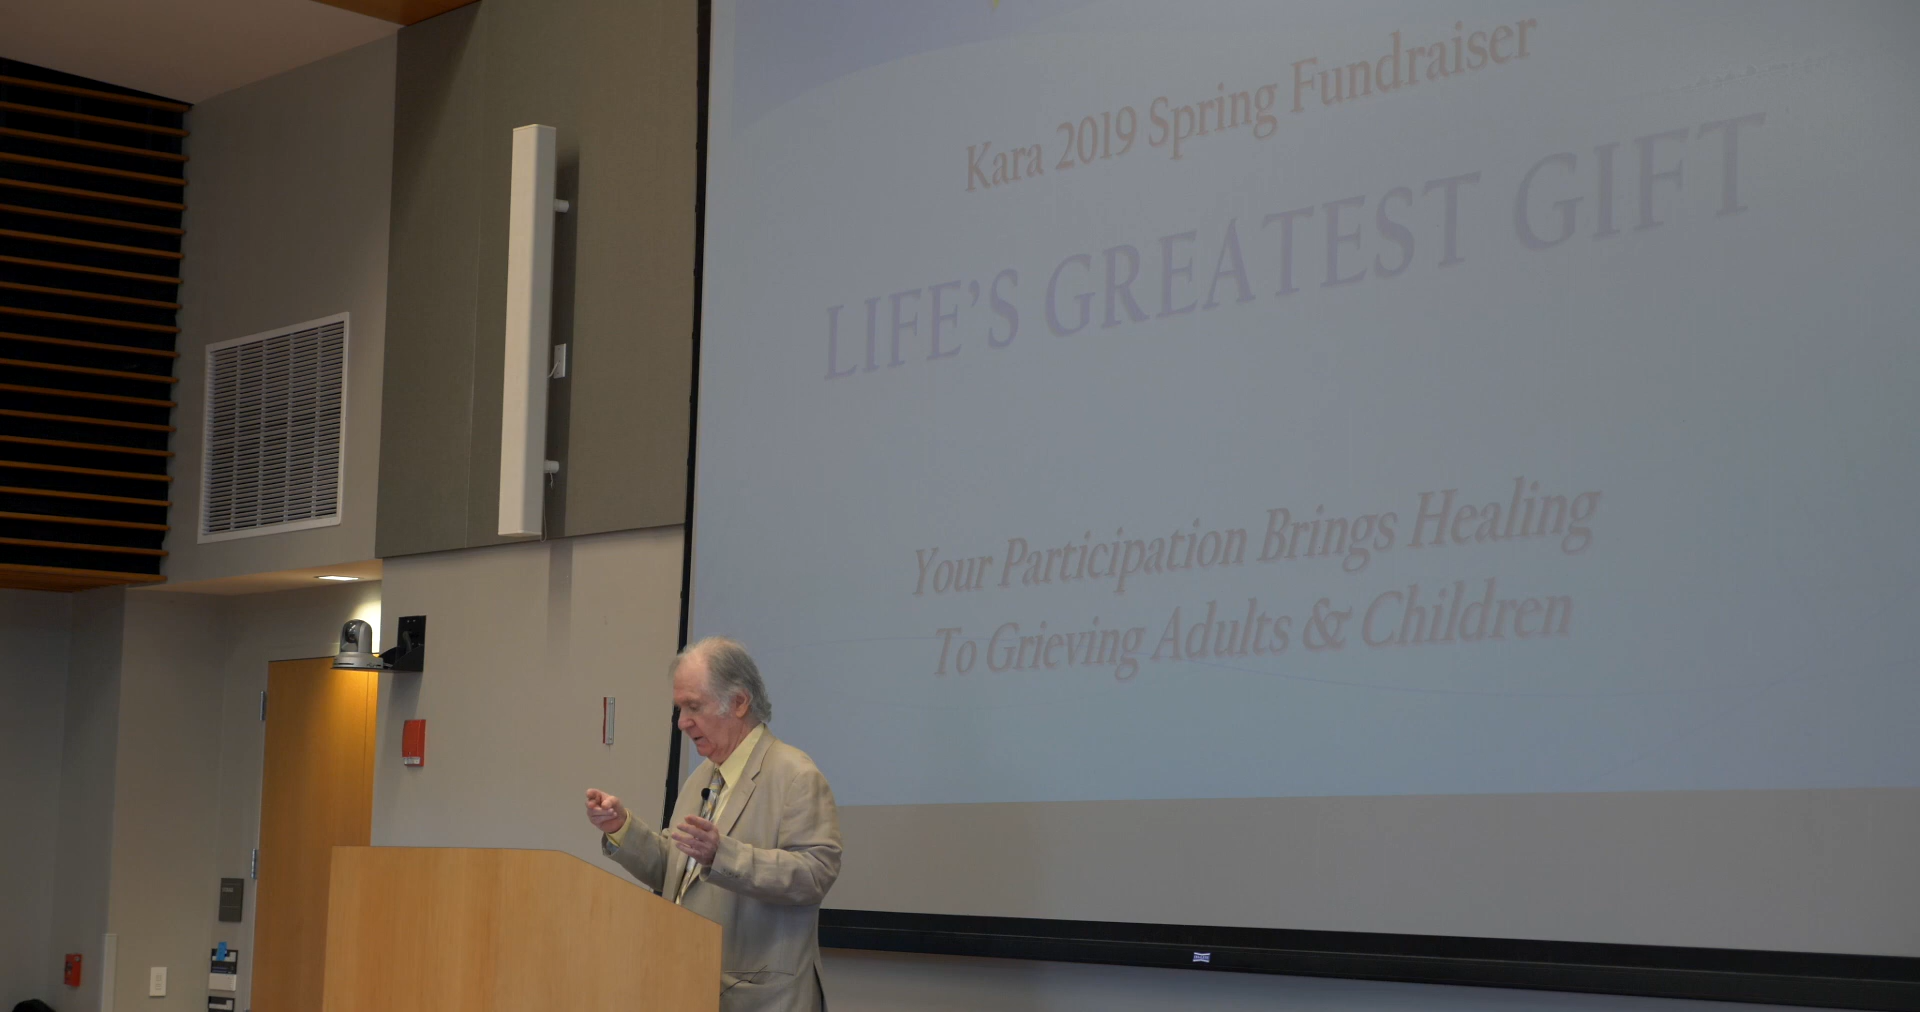 Kara 2019 Spring Fundraiser
LIFE'S GREATEST GIFT
Your Participation Brings Healing
To Grieving Adults & Children